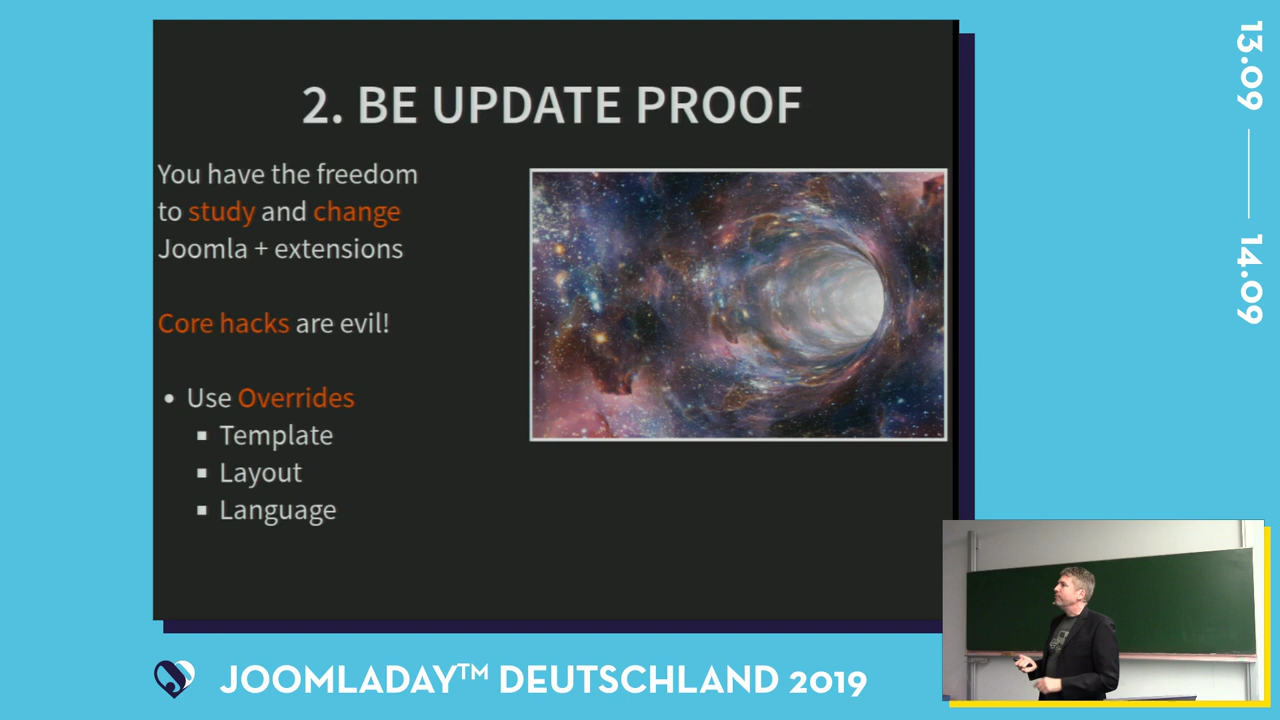 2. BE UPDATE PROOF
You have the freedom
to study and change
Joomla + extensions
Core hacks are evil!
• Use Overrides
▪ Template
▪ Layout
▪ Language
JOOMLADAY™ DEUTSCHLAND 2019
13.09
14.09